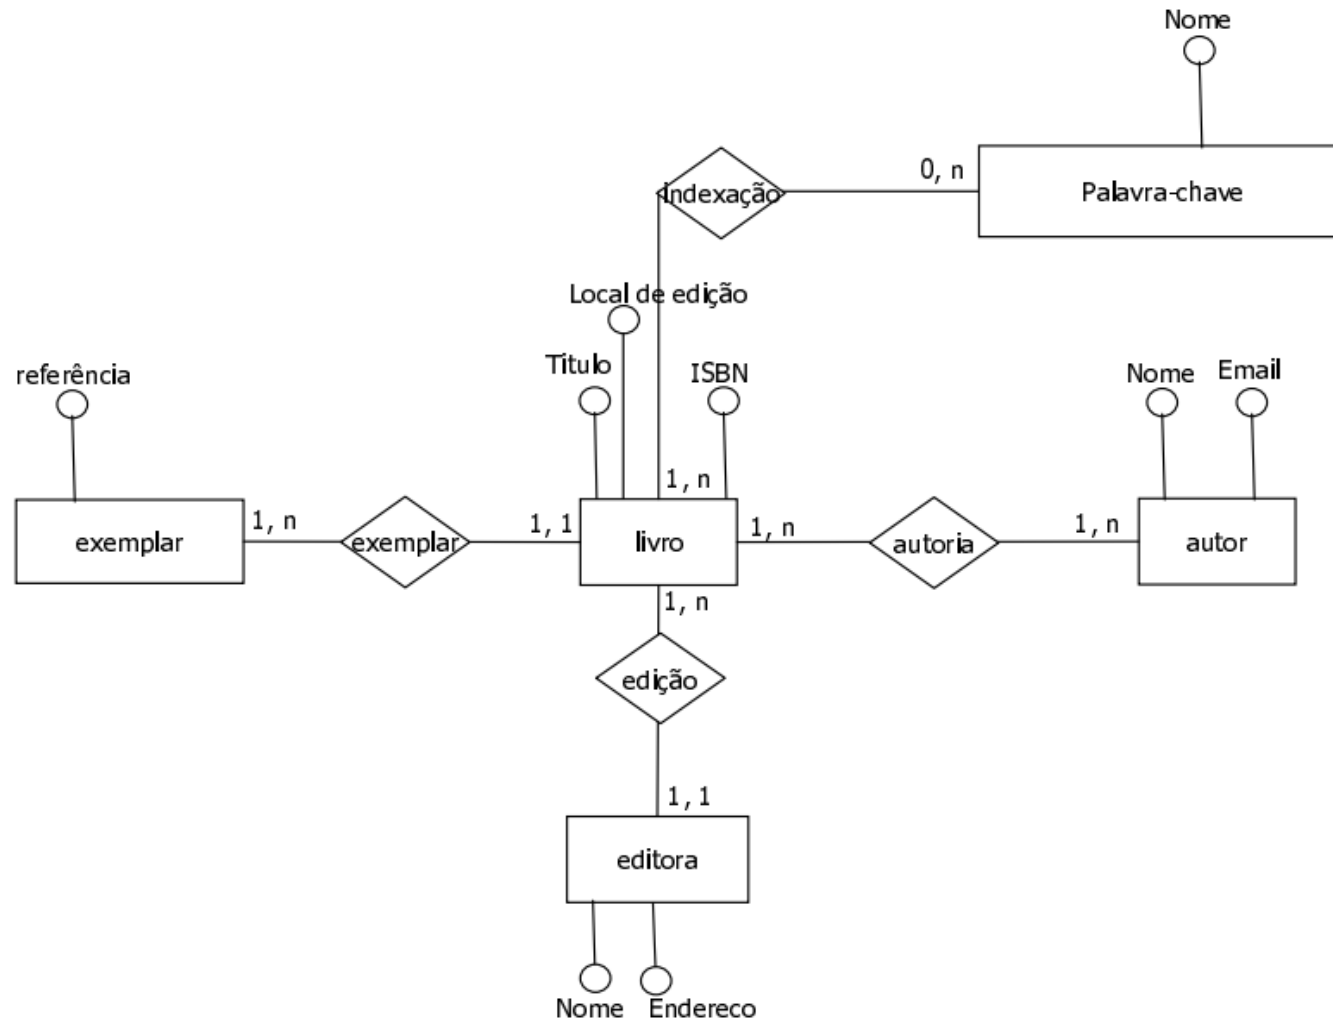 Nome
0, n
indexação
Palavra-chave
Local de edição
Titulo
ISBN
referência
Nome
Email
1, n
exemplar
1, n
exemplar
1, 1
livro
1, n
autoria
1, n
autor
1, n
edição
1, 1
editora
Nome
Endereco